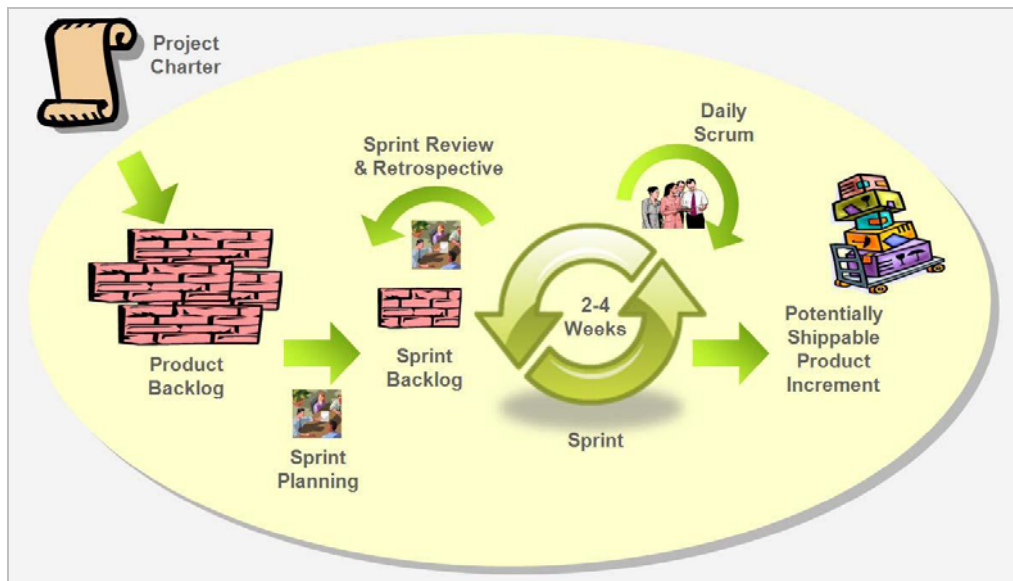 Project
Charter
Daily
Scrum
Sprint Review
& Retrospective
2-4
Weeks
Potentially
Shippable
Product
Increment
Product
Backlog
Sprint
Backlog
Sprint
Sprint
Planning